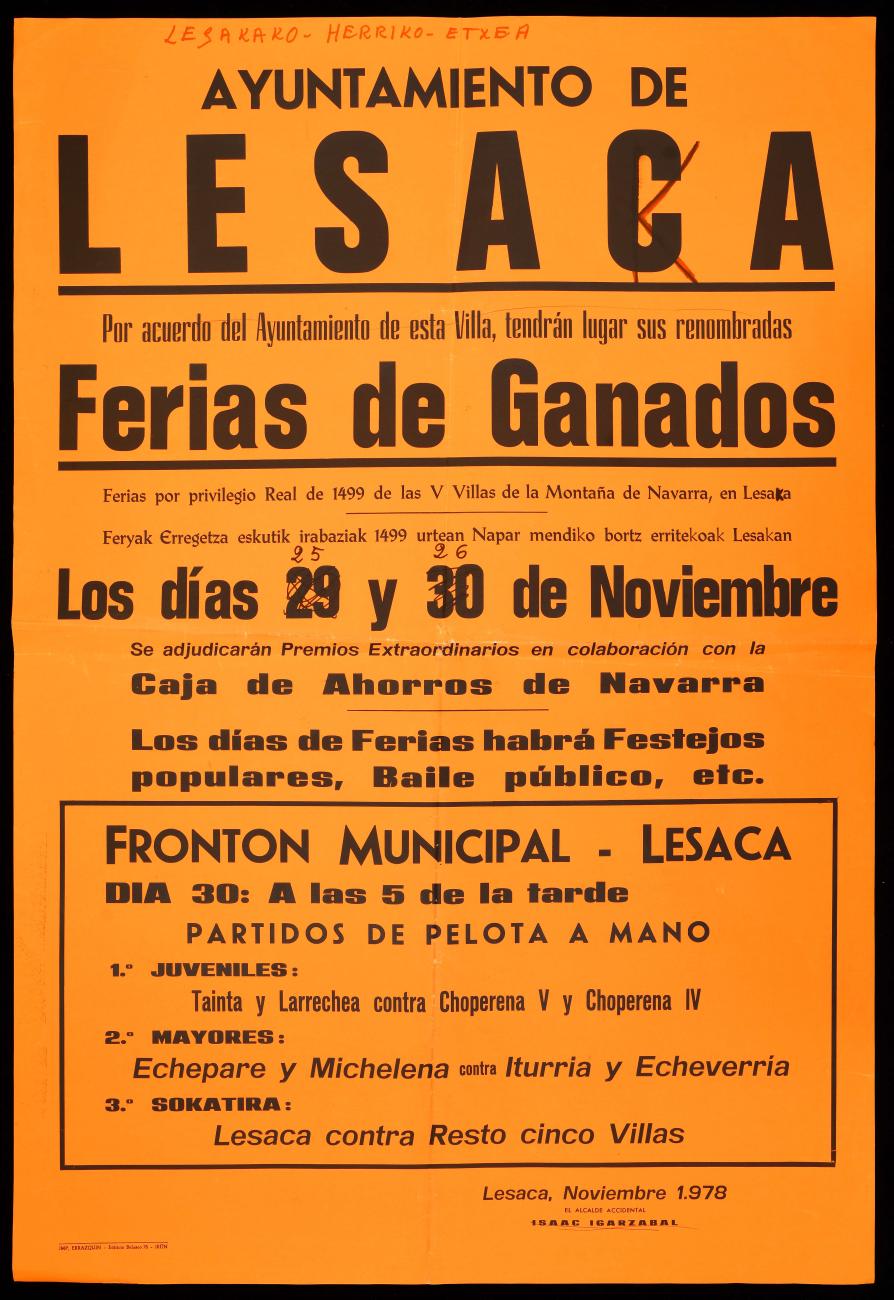 LESAKAKO - HERRIKO - ETXEA
AYUNTAMIENTO DE
LESACA
Por acuerdo del Ayuntamiento de esta Villa, tendrán lugar sus renombradas
Ferias de Ganados
Ferias por privilegio Real de 1499 de las V Villas de la Montaña de Navarra, en Lesaka
Feryak Erregetza eskutik irabaziak 1499 urtean Napar mendiko bortz erritekoak Lesakan
25 26
Los días 29 y 30 de Noviembre
Se adjudicarán Premios Extraordinarios en colaboración con la
Caja de Ahorros de Navarra
Los días de Ferias habrá Festejos
populares, Baile público, etc.
FRONTON MUNICIPAL - LESACA
DIA 30: A las 5 de la tarde
PARTIDOS DE PELOTA A MANO
1.º JUVENILES:
Tainta y Larrechea contra Choperena V y Choperena IV
2.º MAYORES:
Echepare y Michelena contra Iturria y Echeverría
3.º SOKATIRA:
Lesaca contra Resto cinco Villas
Lesaca, Noviembre 1.978
EL ALCALDE ACCIDENTAL
ISAAC IGARZABAL
IMP. ERRAZQUIN - IRÚN